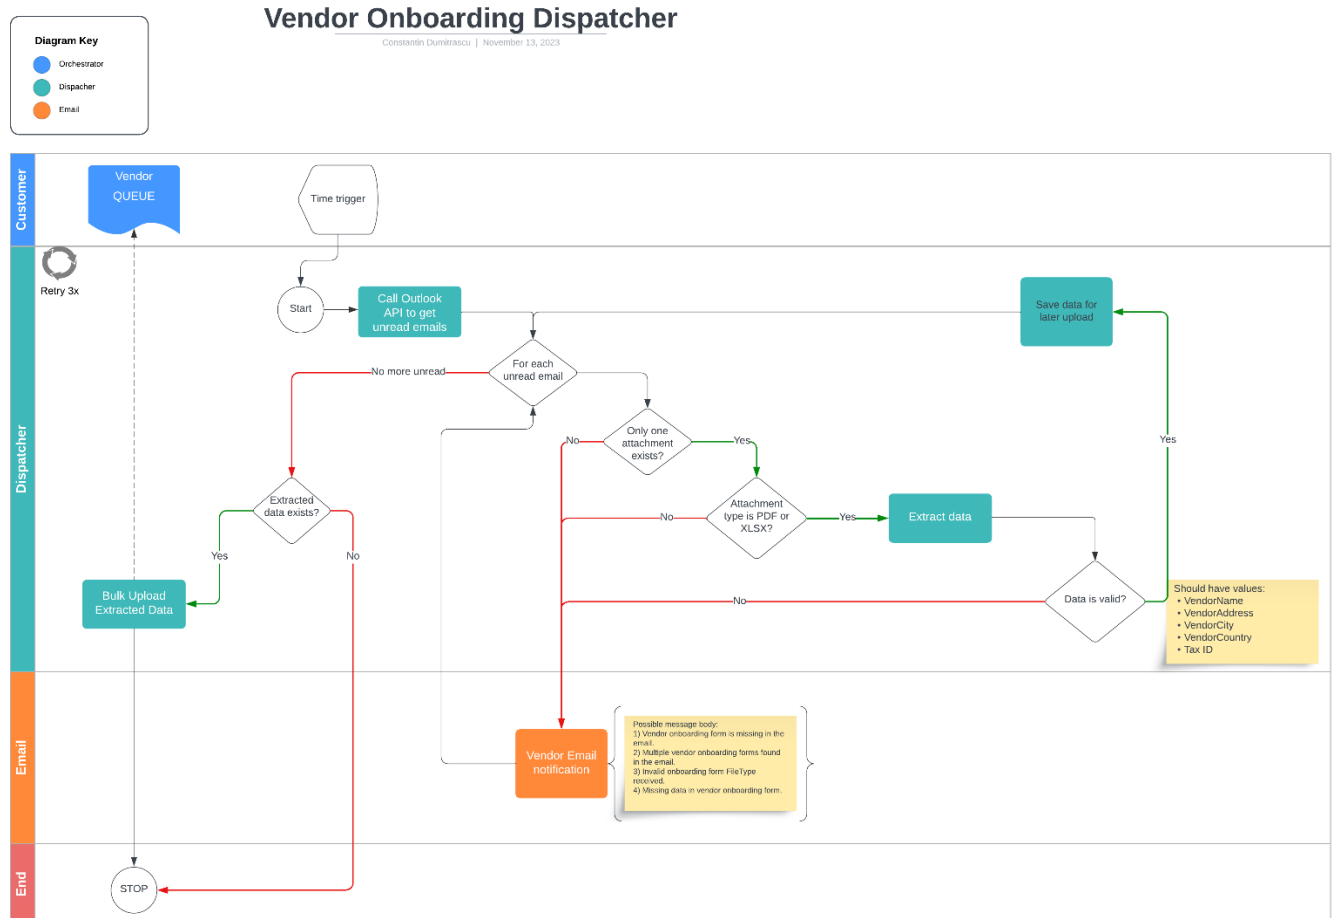 Vendor Onboarding Dispatcher
Constantin Dumitrascu | November 13, 2023
Diagram Key
Orchestrator
Dispacher
Email
Customer
Vendor
QUEUE
Time trigger
Dispatcher
Retry 3x
Start
Call Outlook
API to get
unread emails
Save data for
later upload
For each
unread email
No more unread
Only one
attachment
exists?
No
Yes
Yes
Extracted
data exists?
Yes
No
Attachment
type is PDF or
XLSX?
No
Yes
Extract data
Bulk Upload
Extracted Data
Data is valid?
No
Should have values:
• VendorName
• VendorAddress
• VendorCity
• VendorCountry
• Tax ID
Email
Vendor Email
notification
Possible message body:
1) Vendor onboarding form is missing in the
email.
2) Multiple vendor onboarding forms found
in the email.
3) Invalid onboarding form FileType
received.
4) Missing data in vendor onboarding form.
End
STOP